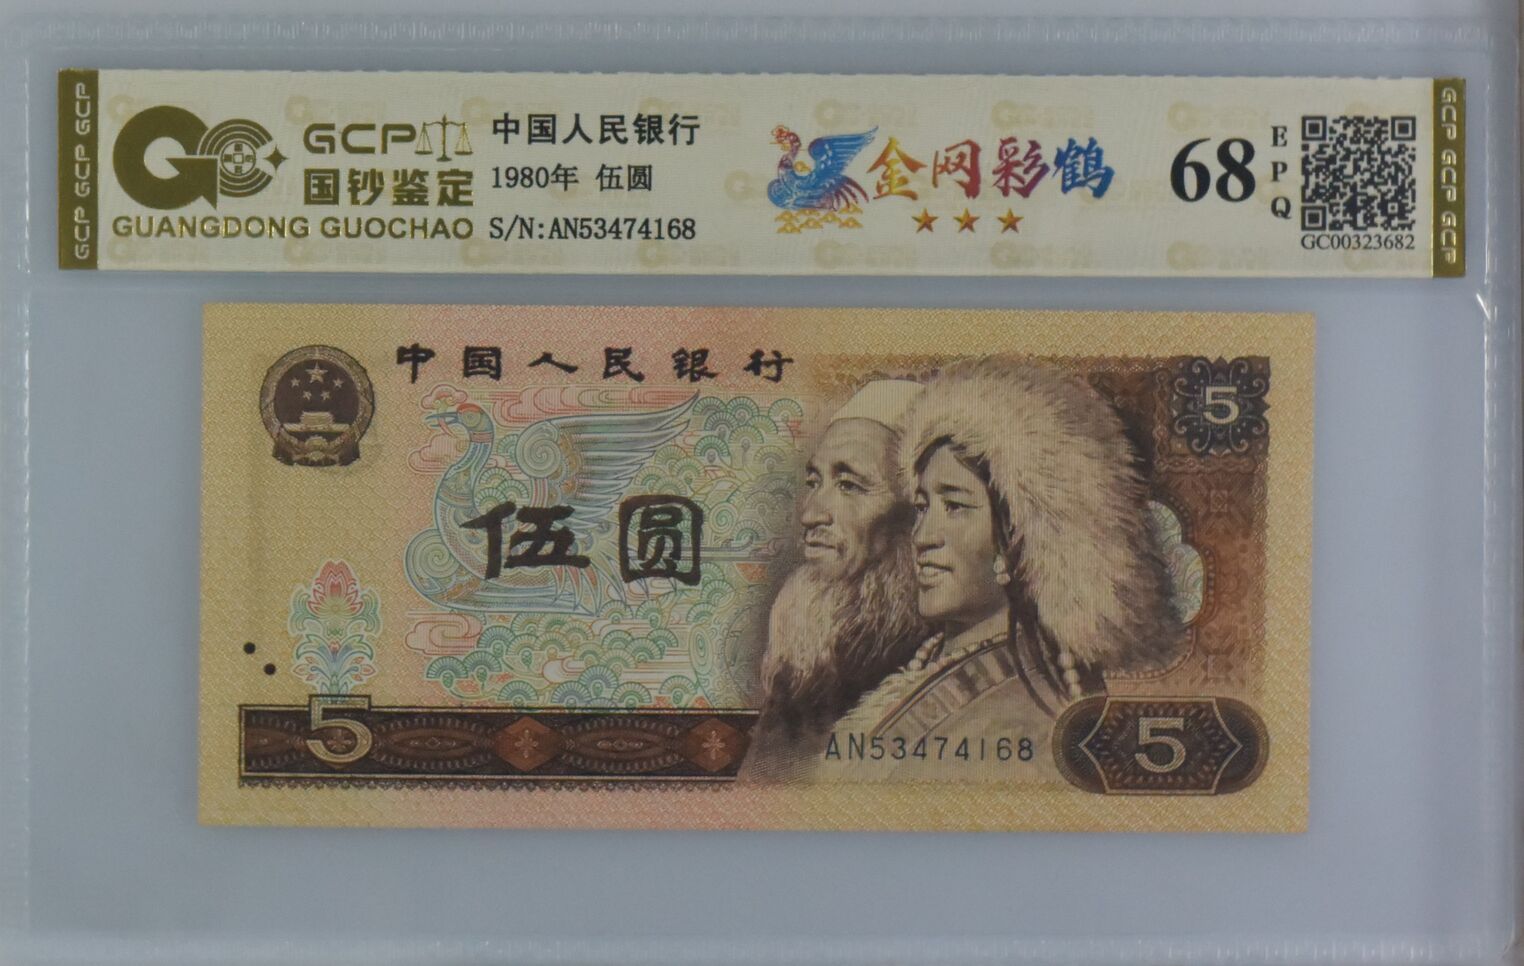 GCP GCP GCP
GCP
国钞鉴定
GUANGDONG GUOCHAO
中国人民银行
1980年 伍圆
S/N:AN53474168
金网彩鹤
68
EPQ
GC00323682
GCP GCP GCP
中国人民银行
5
伍圆
5
AN53474168
5